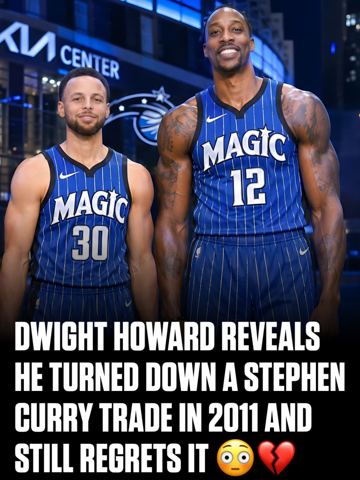 KIA CENTER
MAGIC
30
MAGIC
12
DWIGHT HOWARD REVEALS
HE TURNED DOWN A STEPHEN
CURRY TRADE IN 2011 AND
STILL REGRETS IT 😳💔